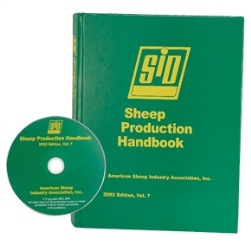 SID
Sheep
Production
Handbook
American Sheep Industry Association, Inc.
2002 Edition, Vol. 7
Sheep Production Handbook
2002 Edition, Vol. 7
American Sheep
Industry Association, Inc.